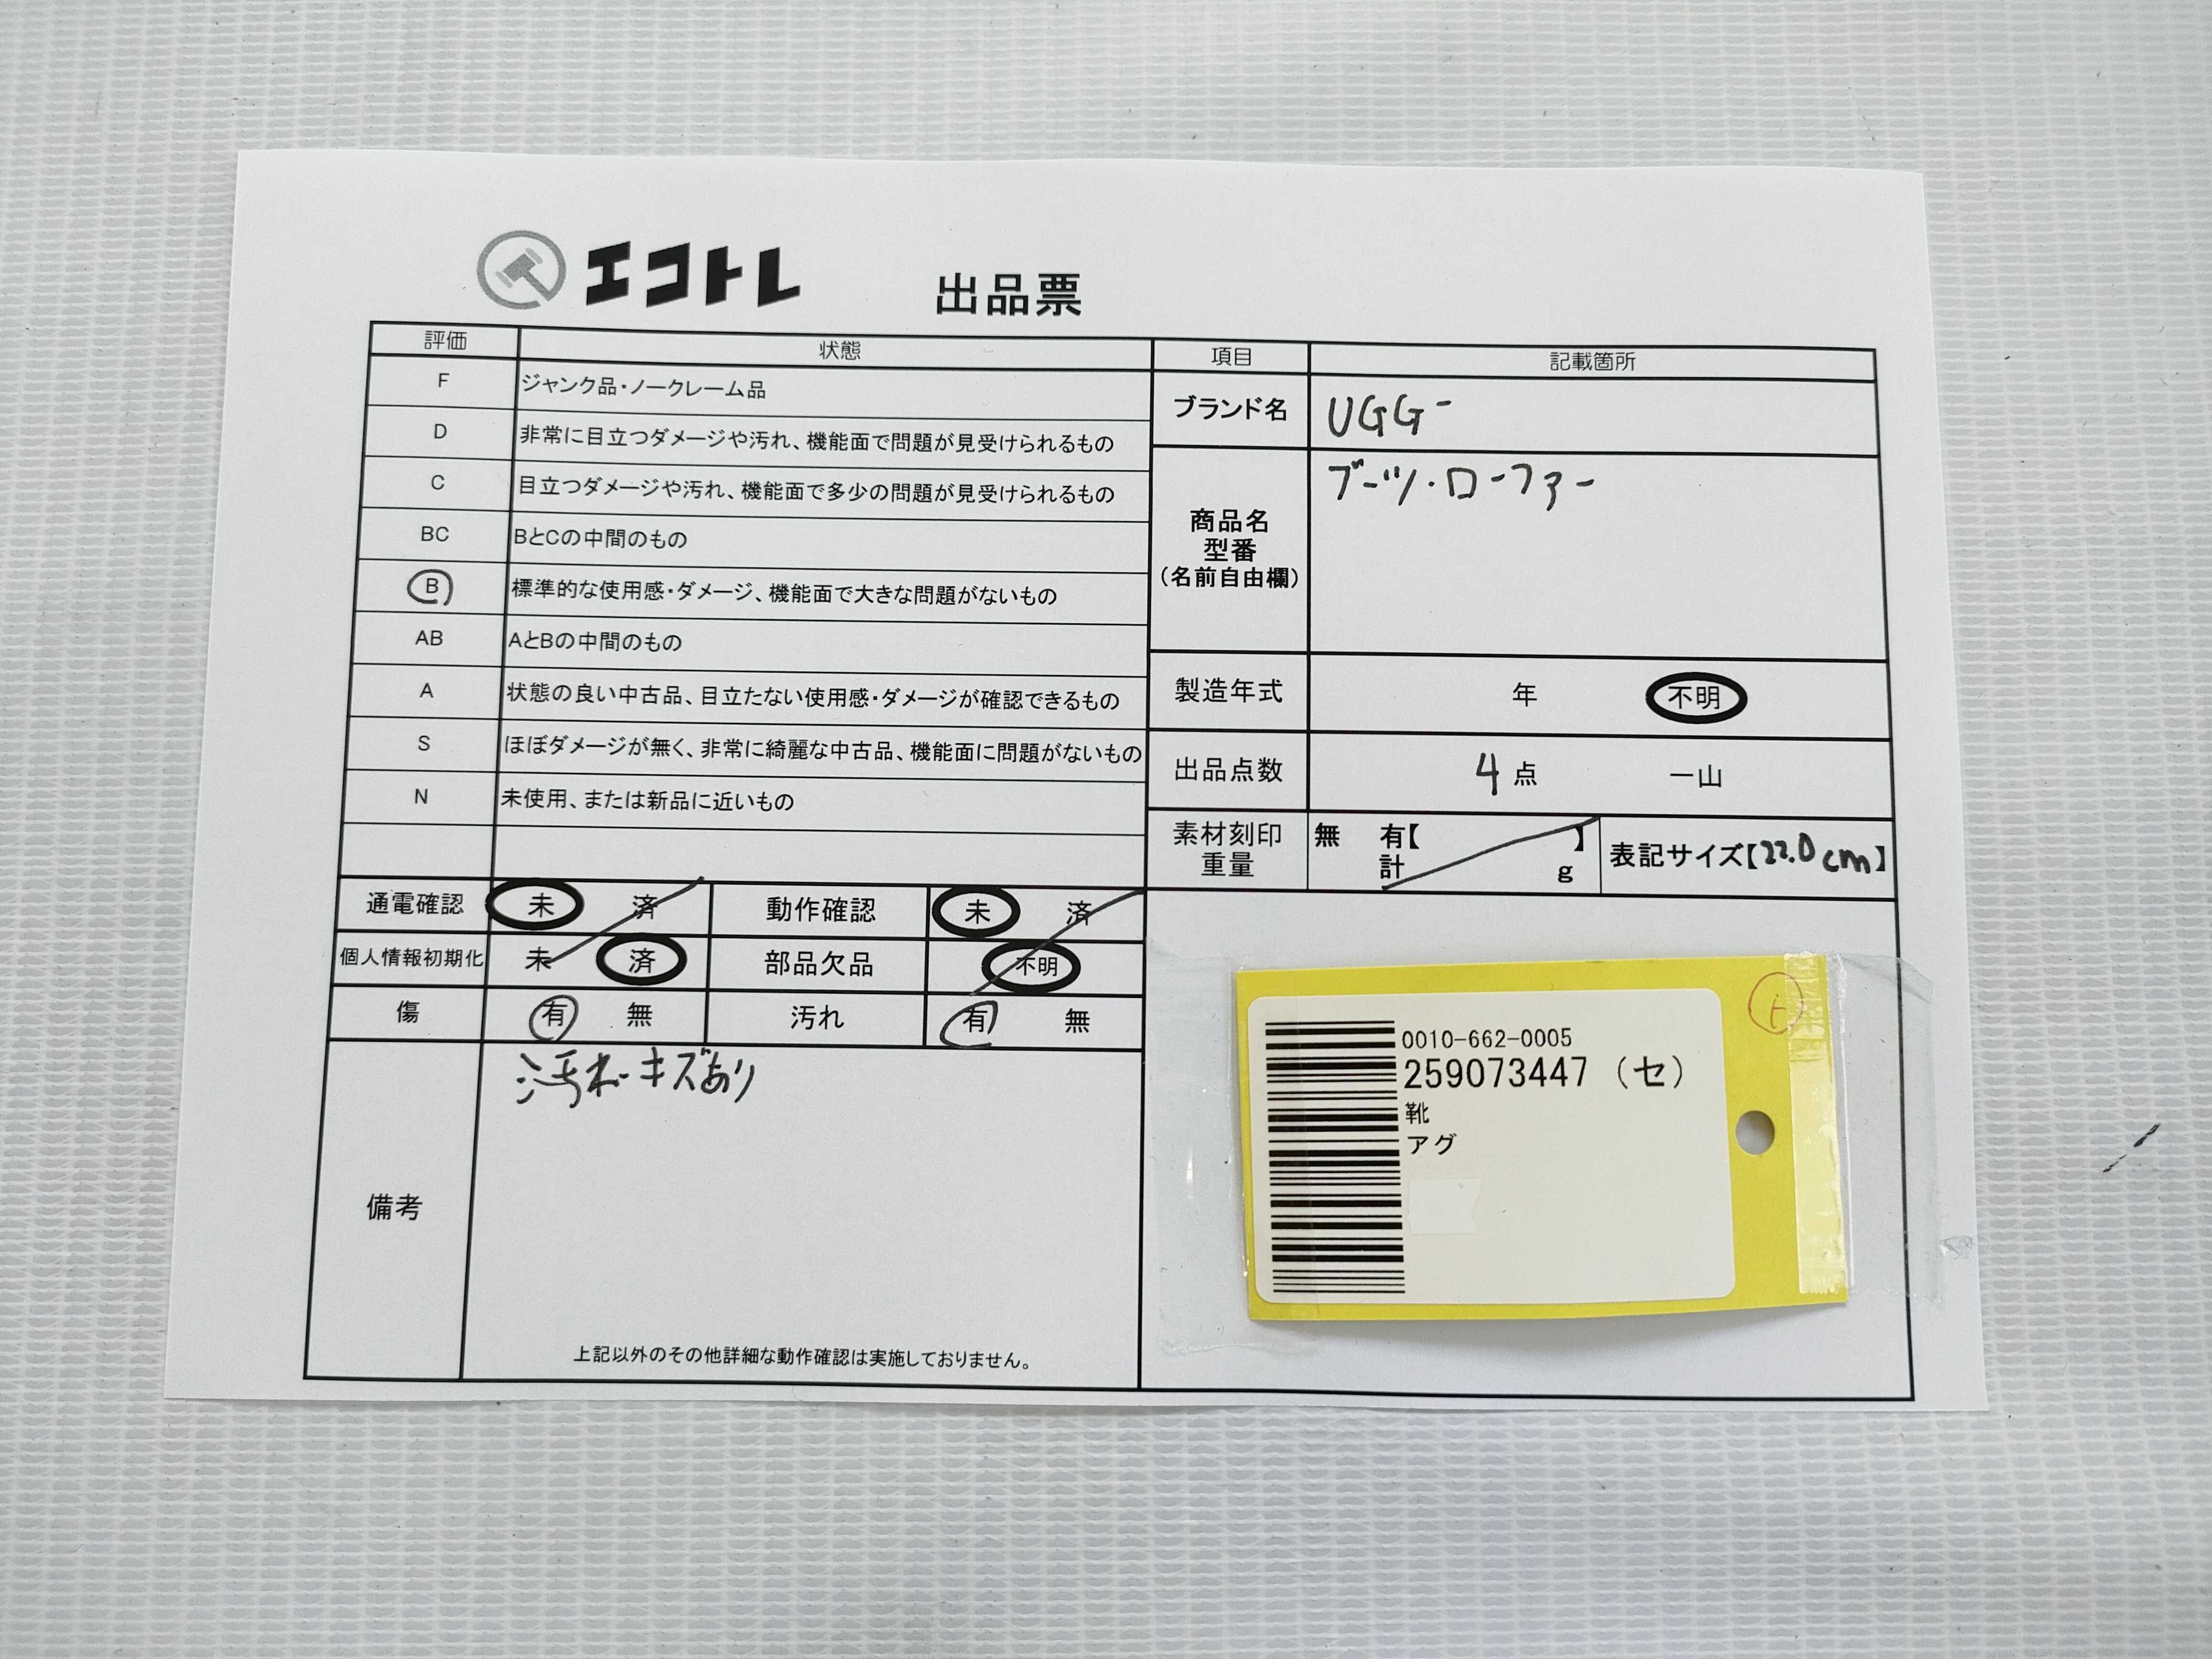 エコトレ 出品票
評価 状態
F ジャンク品・ノークレーム品
D 非常に目立つダメージや汚れ、機能面で問題が見受けられるもの
C 目立つダメージや汚れ、機能面で多少の問題が見受けられるもの
BC BとCの中間のもの
B 標準的な使用感・ダメージ、機能面で大きな問題がないもの
AB AとBの中間のもの
A 状態の良い中古品、目立たない使用感・ダメージが確認できるもの
S ほぼダメージが無く、非常に綺麗な中古品、機能面に問題がないもの
N 未使用、または新品に近いもの
項目 記載箇所
ブランド名 UGG-
商品名
型番
(名前自由欄)
ブーツ・ローファー
製造年式 年 不明
出品点数 4点 一山
素材刻印 無 有【 】
重量 計 g
表記サイズ【22.0cm】
通電確認 未 済 動作確認 未 済
個人情報初期化 未 済 部品欠品 不明
傷 有 無 汚れ 有 無
備考
汚れ・キズあり
上記以外のその他詳細な動作確認は実施しておりません。
0010-662-0005
259073447 (セ)
靴
アグ